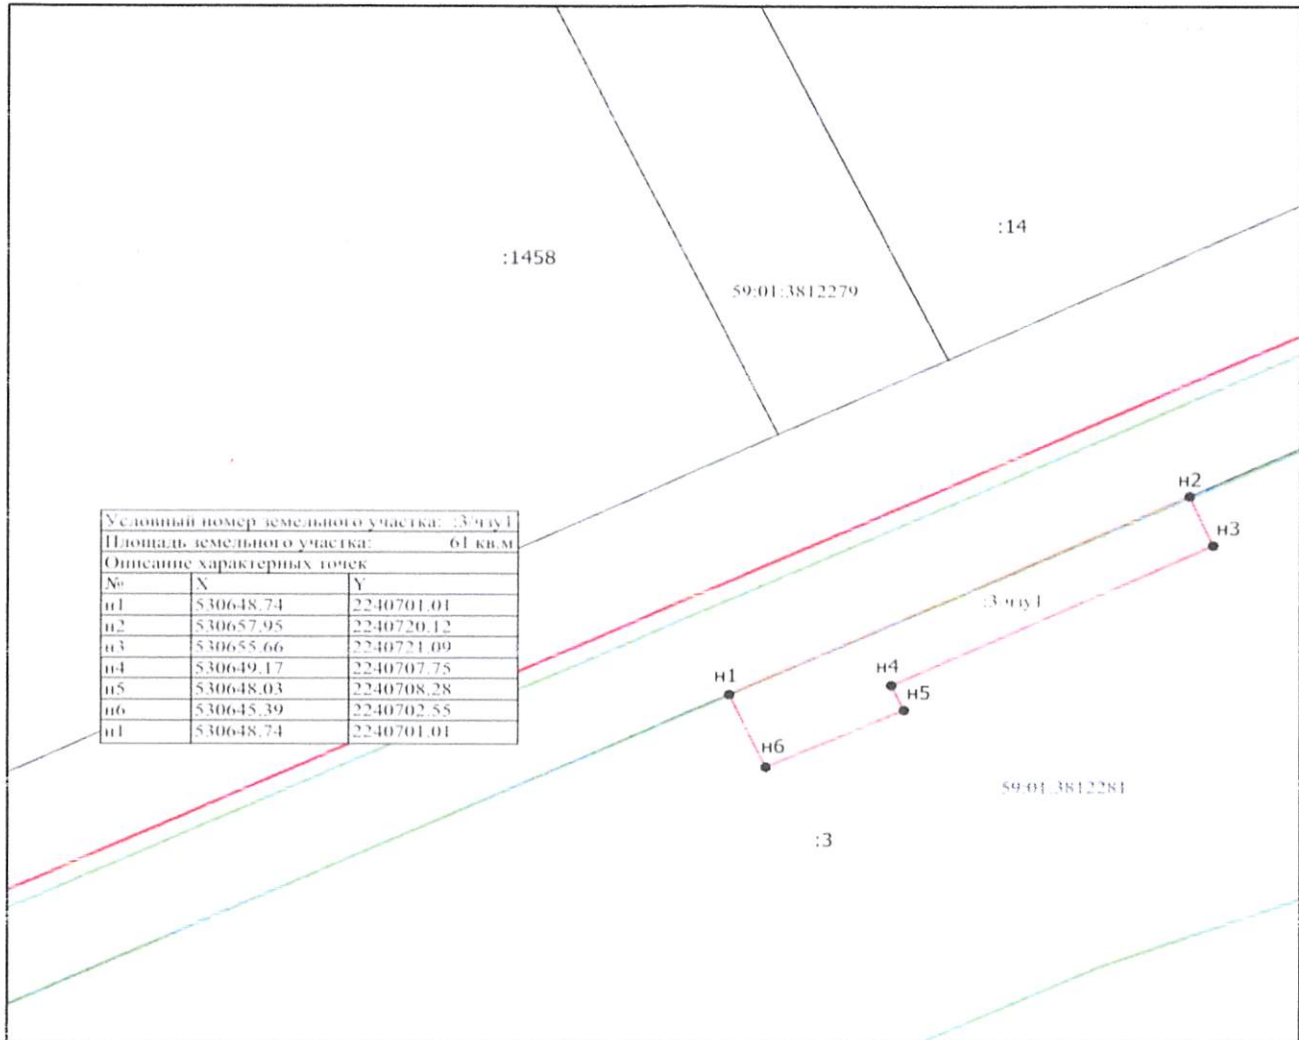 :14
:1458
59:01:3812279
н2
Условный номер земельного участка: :3/чзу1
Площадь земельного участка: 61 кв.м
Описание характерных точек
№ X Y
н1 530648.74 2240701.01
н2 530657.95 2240720.12
н3 530655.66 2240721.09
н4 530649.17 2240707.75
н5 530648.03 2240708.28
н6 530645.39 2240702.55
н1 530648.74 2240701.01
н3
:3/чзу1
н4
н1
н5
н6
59:01:3812281
:3